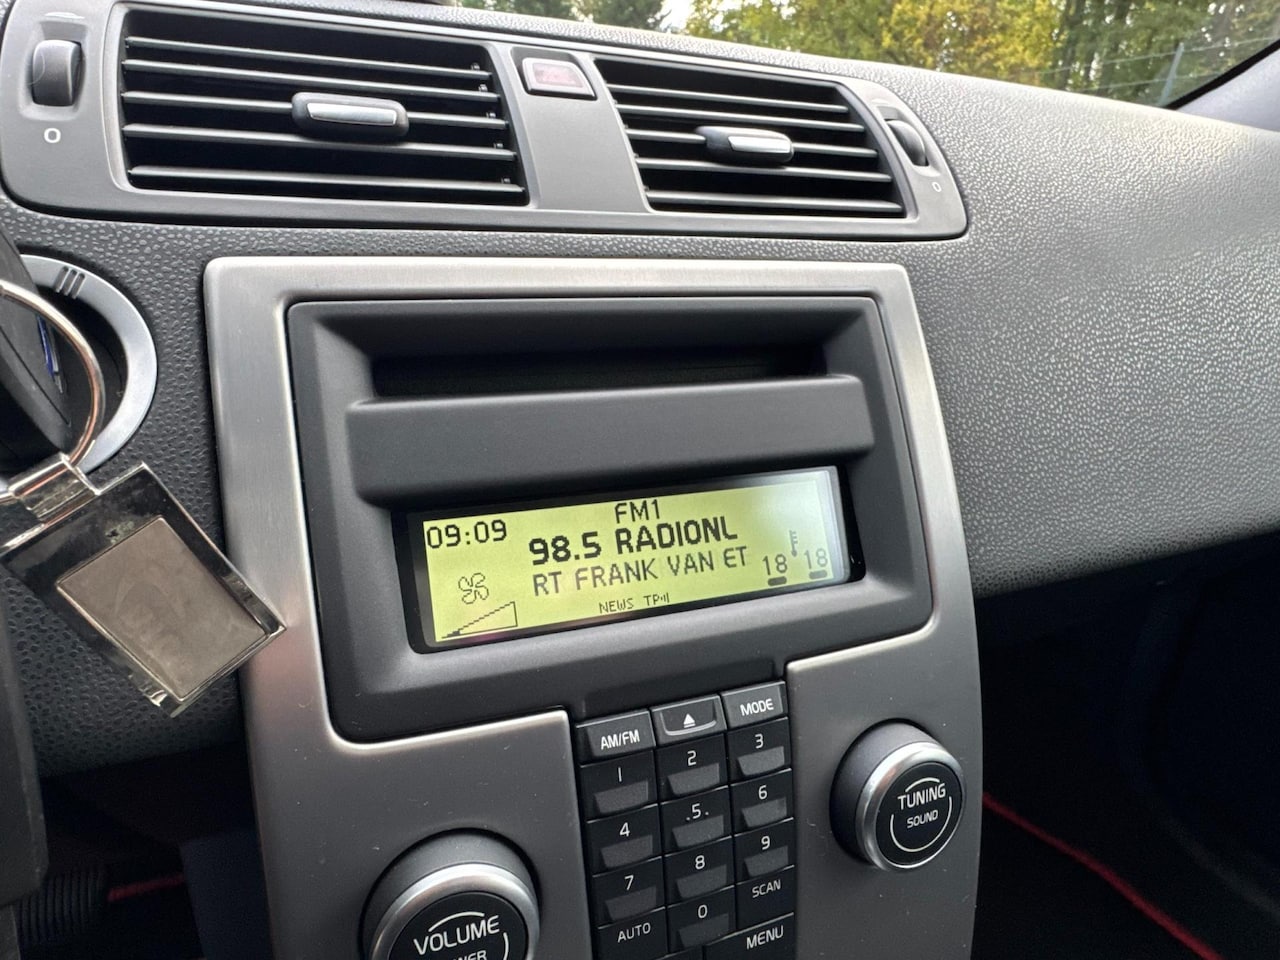 O
O
FM1
09:09
98.5 RADIONL
RT FRANK VAN ET
18 18
NEWS TP
AM/FM
MODE
1
2
3
4
.5.
6
7
8
9
AUTO
0
SCAN
MENU
TUNING
SOUND
VOLUME